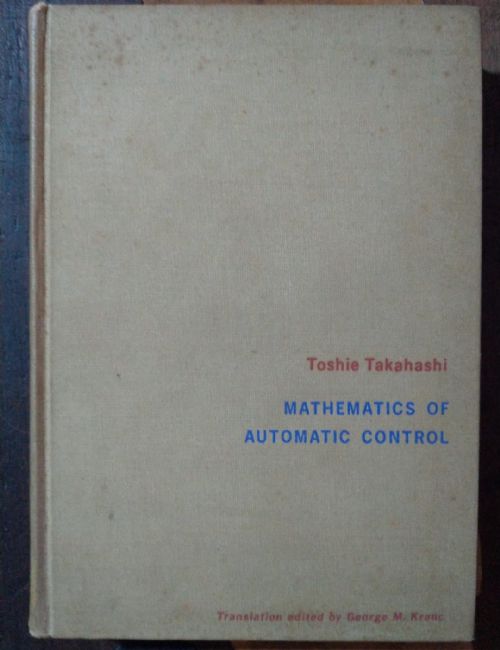 Toshie Takahashi
MATHEMATICS OF
AUTOMATIC CONTROL
Translation edited by George M. Kranc